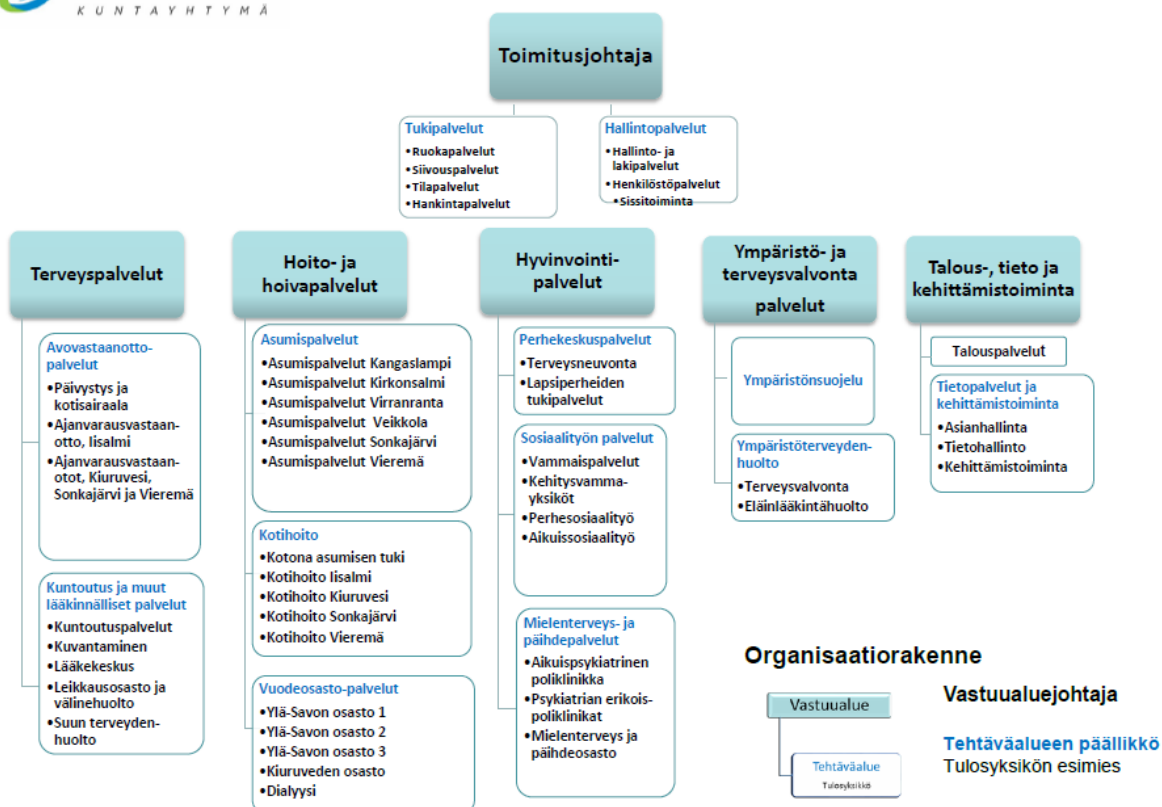 KUNTAYHTYMÄ
Toimitusjohtaja
Tukipalvelut
•Ruokapalvelut
•Siivouspalvelut
•Tilapalvelut
•Hankintapalvelut
Hallintopalvelut
•Hallinto- ja
lakipalvelut
•Henkilöstöpalvelut
•Sissitoiminta
Terveyspalvelut
Avovastaanotto-
palvelut
•Päivystys ja
kotisairaala
•Ajanvarausvastaan-
otto, Iisalmi
•Ajanvarausvastaan-
otot, Kiuruvesi,
Sonkajärvi ja Vieremä
Kuntoutus ja muut
lääkinnälliset palvelut
•Kuntoutuspalvelut
•Kuvantaminen
•Lääkekeskus
•Leikkausosasto ja
välinehuolto
•Suun terveyden-
huolto
Hoito- ja
hoivapalvelut
Asumispalvelut
•Asumispalvelut Kangaslampi
•Asumispalvelut Kirkonsalmi
•Asumispalvelut Virranranta
•Asumispalvelut Veikkola
•Asumispalvelut Sonkajärvi
•Asumispalvelut Vieremä
Kotihoito
•Kotona asumisen tuki
•Kotihoito Iisalmi
•Kotihoito Kiuruvesi
•Kotihoito Sonkajärvi
•Kotihoito Vieremä
Vuodeosasto-palvelut
•Ylä-Savon osasto 1
•Ylä-Savon osasto 2
•Ylä-Savon osasto 3
•Kiuruveden osasto
•Dialyysi
Hyvinvointi-
palvelut
Perhekeskuspalvelut
•Terveysneuvonta
•Lapsiperheiden
tukipalvelut
Sosiaalityön palvelut
•Vammaispalvelut
•Kehitysvamma-
yksiköt
•Perhesosiaalityö
•Aikuissosiaalityö
Mielenterveys- ja
päihdepalvelut
•Aikuispsykiatrinen
poliklinikka
•Psykiatrian erikois-
poliklinikat
•Mielenterveys ja
päihdeosasto
Ympäristö- ja
terveysvalvonta
palvelut
Ympäristönsuojelu
Ympäristöterveyden-
huolto
•Terveysvalvonta
•Eläinlääkintähuolto
Talous-, tieto ja
kehittämistoiminta
Talouspalvelut
Tietopalvelut ja
kehittämistoiminta
•Asianhallinta
•Tietohallinto
•Kehittämistoiminta
Organisaatiorakenne
Vastuualue
Tehtäväalue
Tulosyksikkö
Vastuualuejohtaja
Tehtäväalueen päällikkö
Tulosyksikön esimies